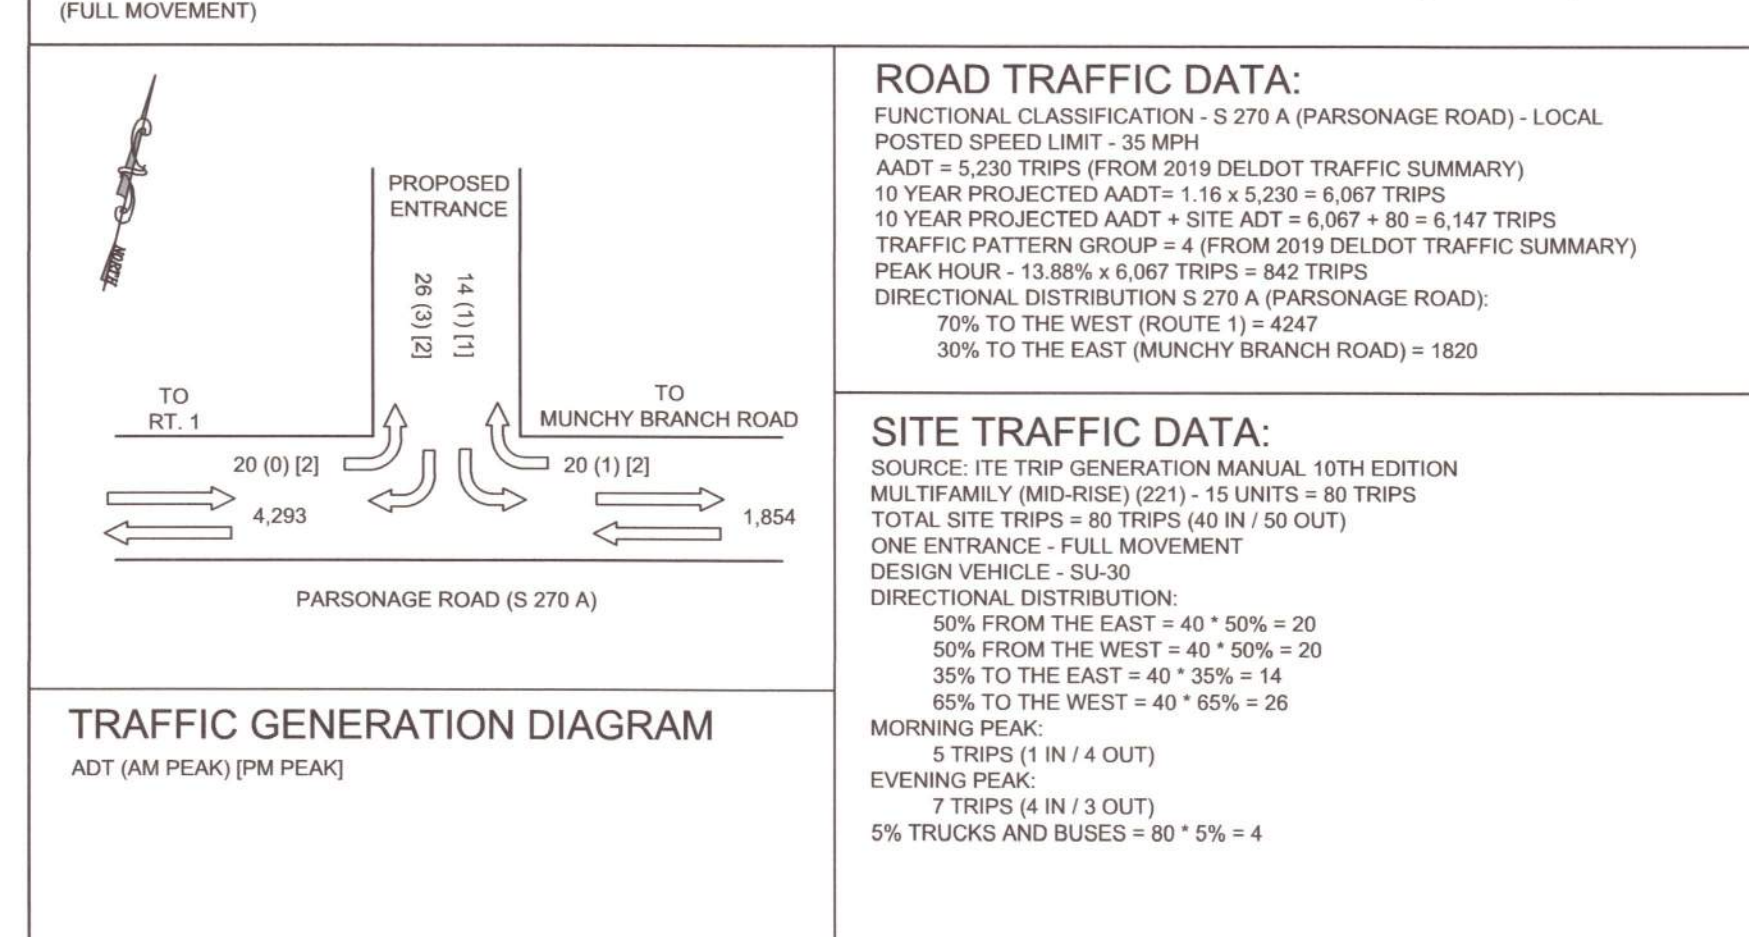 (FULL MOVEMENT)
NORTH
PROPOSED
ENTRANCE
14 (1) [1]
26 (3) [2]
TO
RT. 1
TO
MUNCHY BRANCH ROAD
20 (0) [2]
20 (1) [2]
4,293
1,854
PARSONAGE ROAD (S 270 A)
TRAFFIC GENERATION DIAGRAM
ADT (AM PEAK) [PM PEAK]
ROAD TRAFFIC DATA:
FUNCTIONAL CLASSIFICATION - S 270 A (PARSONAGE ROAD) - LOCAL
POSTED SPEED LIMIT - 35 MPH
AADT = 5,230 TRIPS (FROM 2019 DELDOT TRAFFIC SUMMARY)
10 YEAR PROJECTED AADT= 1.16 x 5,230 = 6,067 TRIPS
10 YEAR PROJECTED AADT + SITE ADT = 6,067 + 80 = 6,147 TRIPS
TRAFFIC PATTERN GROUP = 4 (FROM 2019 DELDOT TRAFFIC SUMMARY)
PEAK HOUR - 13.88% x 6,067 TRIPS = 842 TRIPS
DIRECTIONAL DISTRIBUTION S 270 A (PARSONAGE ROAD):
70% TO THE WEST (ROUTE 1) = 4247
30% TO THE EAST (MUNCHY BRANCH ROAD) = 1820
SITE TRAFFIC DATA:
SOURCE: ITE TRIP GENERATION MANUAL 10TH EDITION
MULTIFAMILY (MID-RISE) (221) - 15 UNITS = 80 TRIPS
TOTAL SITE TRIPS = 80 TRIPS (40 IN / 50 OUT)
ONE ENTRANCE - FULL MOVEMENT
DESIGN VEHICLE - SU-30
DIRECTIONAL DISTRIBUTION:
50% FROM THE EAST = 40 * 50% = 20
50% FROM THE WEST = 40 * 50% = 20
35% TO THE EAST = 40 * 35% = 14
65% TO THE WEST = 40 * 65% = 26
MORNING PEAK:
5 TRIPS (1 IN / 4 OUT)
EVENING PEAK:
7 TRIPS (4 IN / 3 OUT)
5% TRUCKS AND BUSES = 80 * 5% = 4